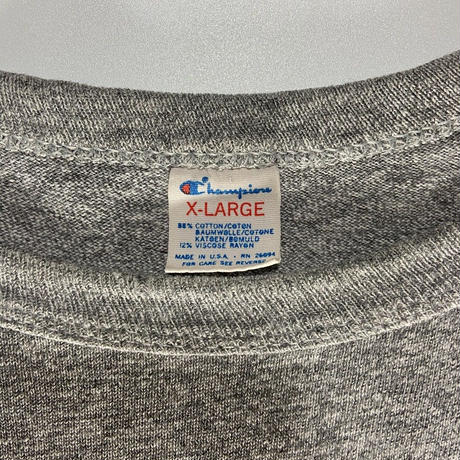 Champion
X-LARGE
88% COTTON/COTON
BAUMWOLLE/COTONE
KATOEN/BOMULD
12% VISCOSE RAYON
MADE IN U.S.A. • RN 26094
FOR CARE SEE REVERSE